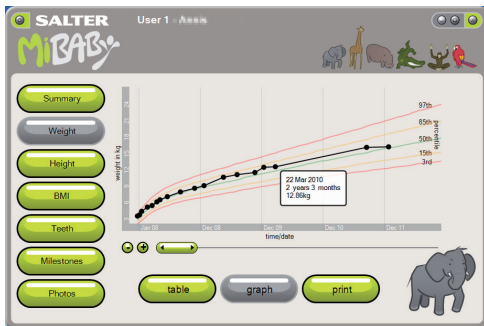 SALTER
User 1 -
MiBABY
Summary
Weight
Height
BMI
Teeth
Milestones
Photos
weight in kg
97th
85th
50th
15th
3rd
percentile
22 Mar 2010
2 years 3 months
12.86kg
Jan 08
Dec 08
Dec 09
Dec 10
Dec 11
time/date
table
graph
print